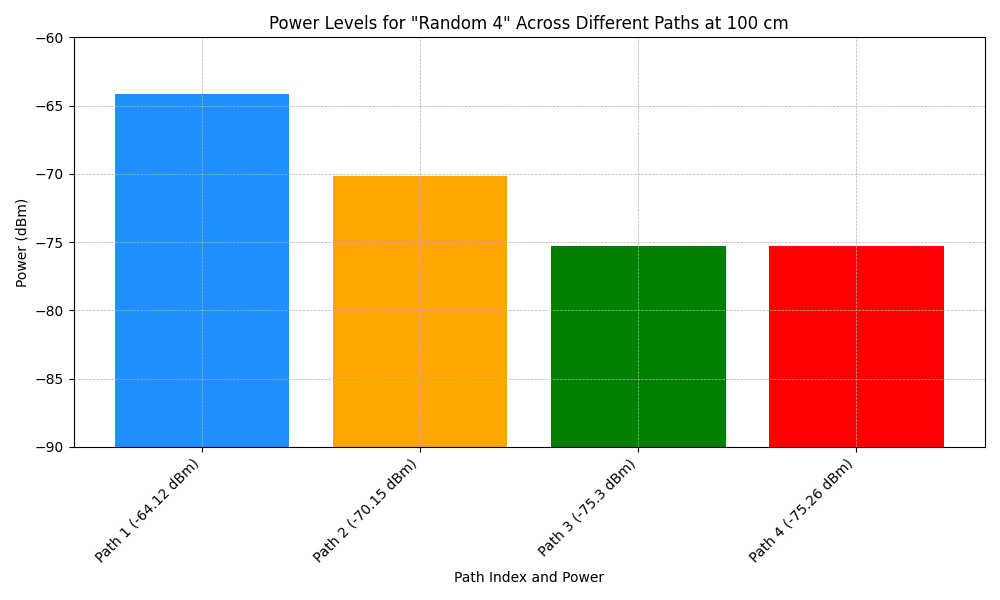 Power Levels for "Random 4" Across Different Paths at 100 cm
Power (dBm)
−60
−65
−70
−75
−80
−85
−90
Path 1 (-64.12 dBm)
Path 2 (-70.15 dBm)
Path 3 (-75.3 dBm)
Path 4 (-75.26 dBm)
Path Index and Power